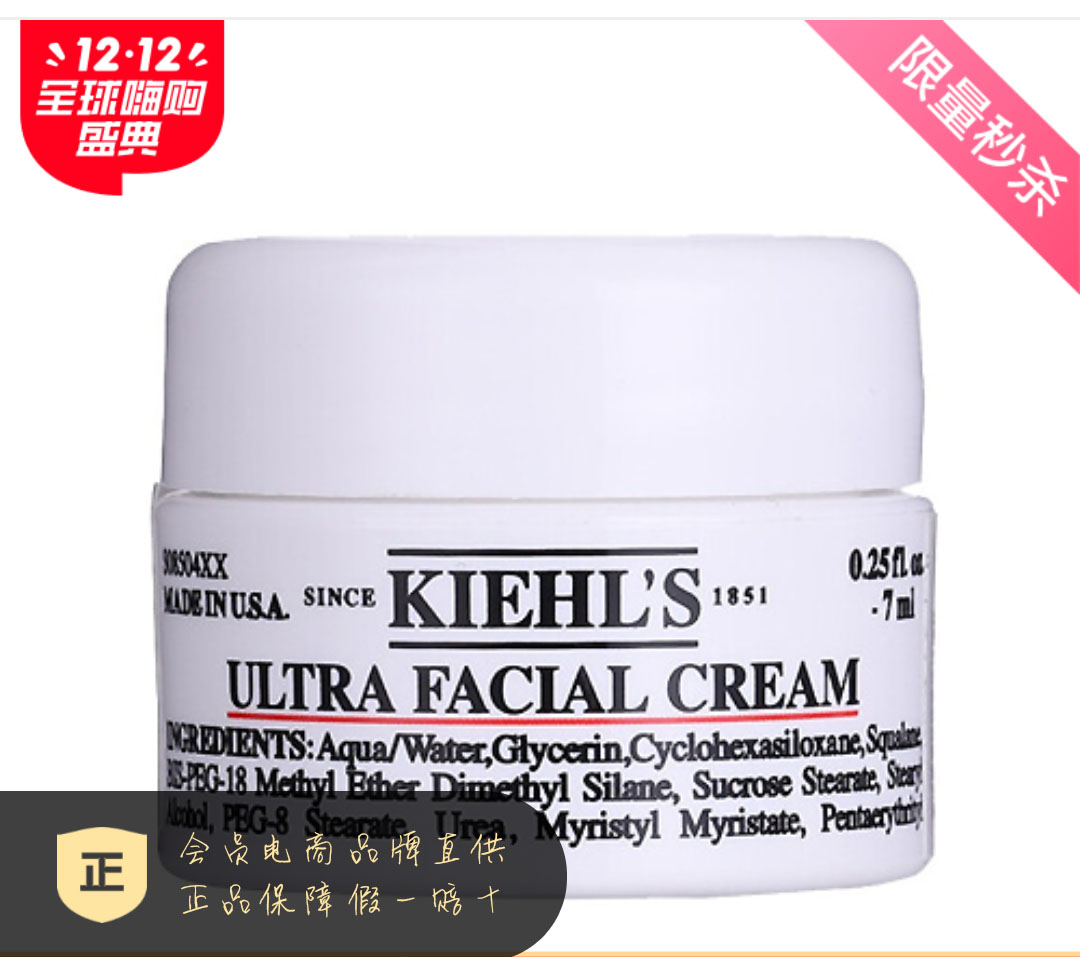 12·12
全球嗨购
盛典
限量秒杀
308504XX
MADE IN U.S.A.
SINCE KIEHL'S 1851
0.25 fl. oz.
- 7 ml
ULTRA FACIAL CREAM
INGREDIENTS: Aqua/Water, Glycerin, Cyclohexasiloxane, Squalane,
BIS-PEG-18 Methyl Ether Dimethyl Silane, Sucrose Stearate, Stearyl
Alcohol, PEG-8 Stearate, Urea, Myristyl Myristate, Pentaerythrityl
正
会员电商品牌直供
正品保障假一赔十